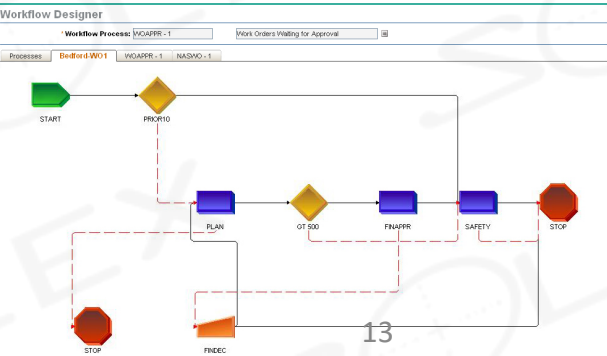 Workflow Designer
* Workflow Process: WOAPPR - 1 Work Orders Waiting for Approval
Processes Bedford-WO1 WOAPPR - 1 NASWO - 1
START PRIOR10
PLAN GT 500 FINAPPR SAFETY STOP
13
STOP FINDEC